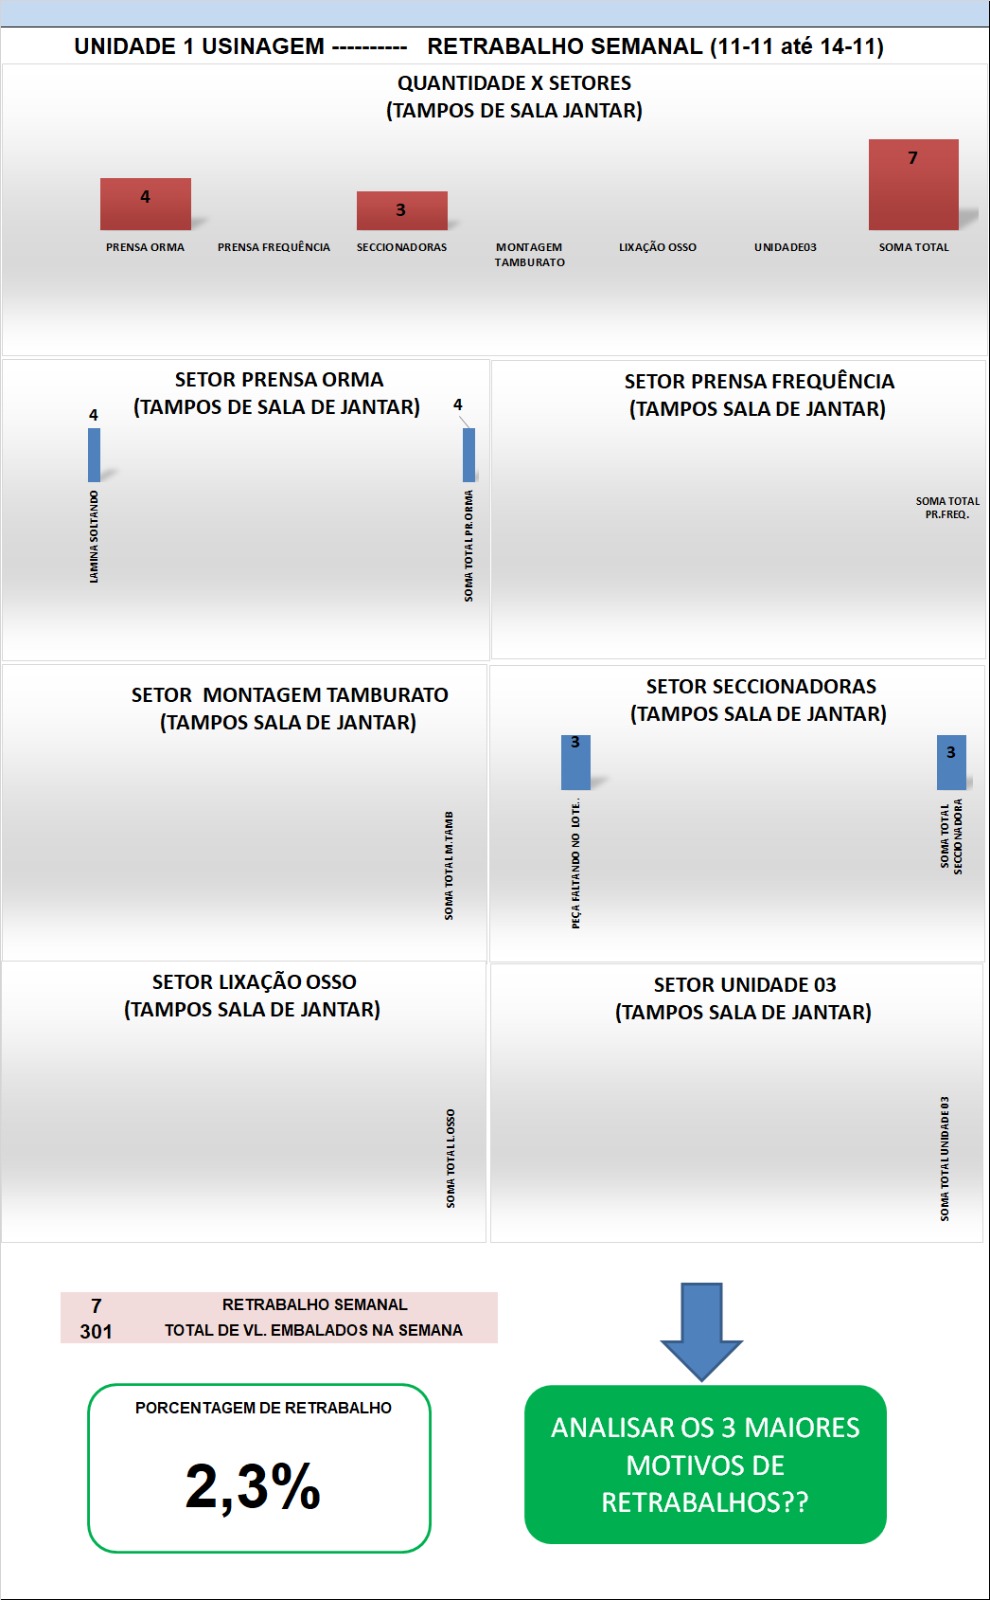 UNIDADE 1 USINAGEM ---------- RETRABALHO SEMANAL (11-11 até 14-11)
QUANTIDADE X SETORES
(TAMPOS DE SALA JANTAR)
4
3
7
PRENSA ORMA
PRENSA FREQUÊNCIA
SECCIONADORAS
MONTAGEM
TAMBURATO
LIXAÇÃO OSSO
UNIDADE03
SOMA TOTAL
SETOR PRENSA ORMA
(TAMPOS DE SALA DE JANTAR)
4
4
LAMINA SOLTANDO
SOMA TOTAL PR.ORMA
SETOR PRENSA FREQUÊNCIA
(TAMPOS SALA DE JANTAR)
SOMA TOTAL
PR.FREQ.
SETOR MONTAGEM TAMBURATO
(TAMPOS SALA DE JANTAR)
SOMA TOTAL M.TAMB
SETOR SECCIONADORAS
(TAMPOS SALA DE JANTAR)
3
3
PEÇA FALTANDO NO LOTE..
SOMA TOTAL
SECCIONADORA
SETOR LIXAÇÃO OSSO
(TAMPOS SALA DE JANTAR)
SOMA TOTAL L.OSSO
SETOR UNIDADE 03
(TAMPOS SALA DE JANTAR)
SOMA TOTAL UNIDADE 03
7 RETRABALHO SEMANAL
301 TOTAL DE VL. EMBALADOS NA SEMANA
PORCENTAGEM DE RETRABALHO
2,3%
ANALISAR OS 3 MAIORES
MOTIVOS DE
RETRABALHOS??